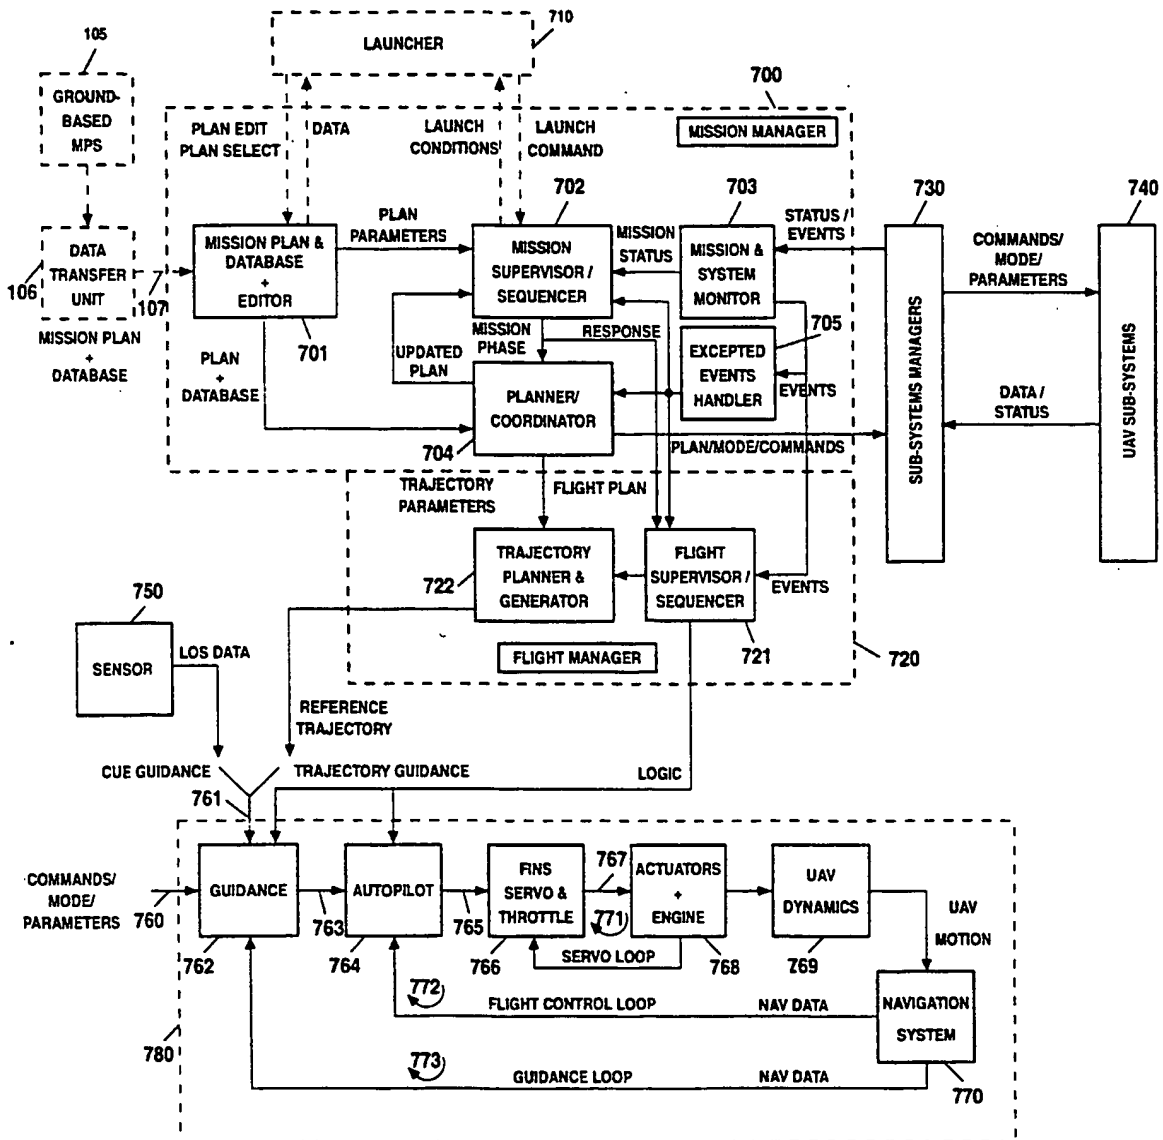 710
105
LAUNCHER
GROUND-
BASED
MPS
700
MISSION MANAGER
PLAN EDIT
PLAN SELECT
DATA
LAUNCH
CONDITIONS
LAUNCH
COMMAND
702
703
730
740
PLAN
PARAMETERS
MISSION
STATUS
STATUS /
EVENTS
COMMANDS/
MODE/
PARAMETERS
DATA
TRANSFER
UNIT
106
107
MISSION PLAN &
DATABASE
+
EDITOR
MISSION
SUPERVISOR /
SEQUENCER
MISSION &
SYSTEM
MONITOR
701
MISSION PLAN
+
DATABASE
MISSION
PHASE
RESPONSE
705
UPDATED
PLAN
PLAN
+
DATABASE
PLANNER/
COORDINATOR
EXCEPTED
EVENTS
HANDLER
EVENTS
DATA /
STATUS
SUB-SYSTEMS MANAGERS
UAV SUB-SYSTEMS
704
PLAN/MODE/COMMANDS
TRAJECTORY
PARAMETERS
FLIGHT PLAN
TRAJECTORY
PLANNER &
GENERATOR
722
FLIGHT
SUPERVISOR /
SEQUENCER
EVENTS
750
721
720
FLIGHT MANAGER
SENSOR
LOS DATA
REFERENCE
TRAJECTORY
CUE GUIDANCE
TRAJECTORY GUIDANCE
LOGIC
761
COMMANDS/
MODE/
PARAMETERS
760
GUIDANCE
763
AUTOPILOT
765
FINS
SERVO &
THROTTLE
767
771
ACTUATORS
+
ENGINE
UAV
DYNAMICS
UAV
MOTION
762
764
766
SERVO LOOP
768
769
772
FLIGHT CONTROL LOOP
NAV DATA
NAVIGATION
SYSTEM
780
773
GUIDANCE LOOP
NAV DATA
770